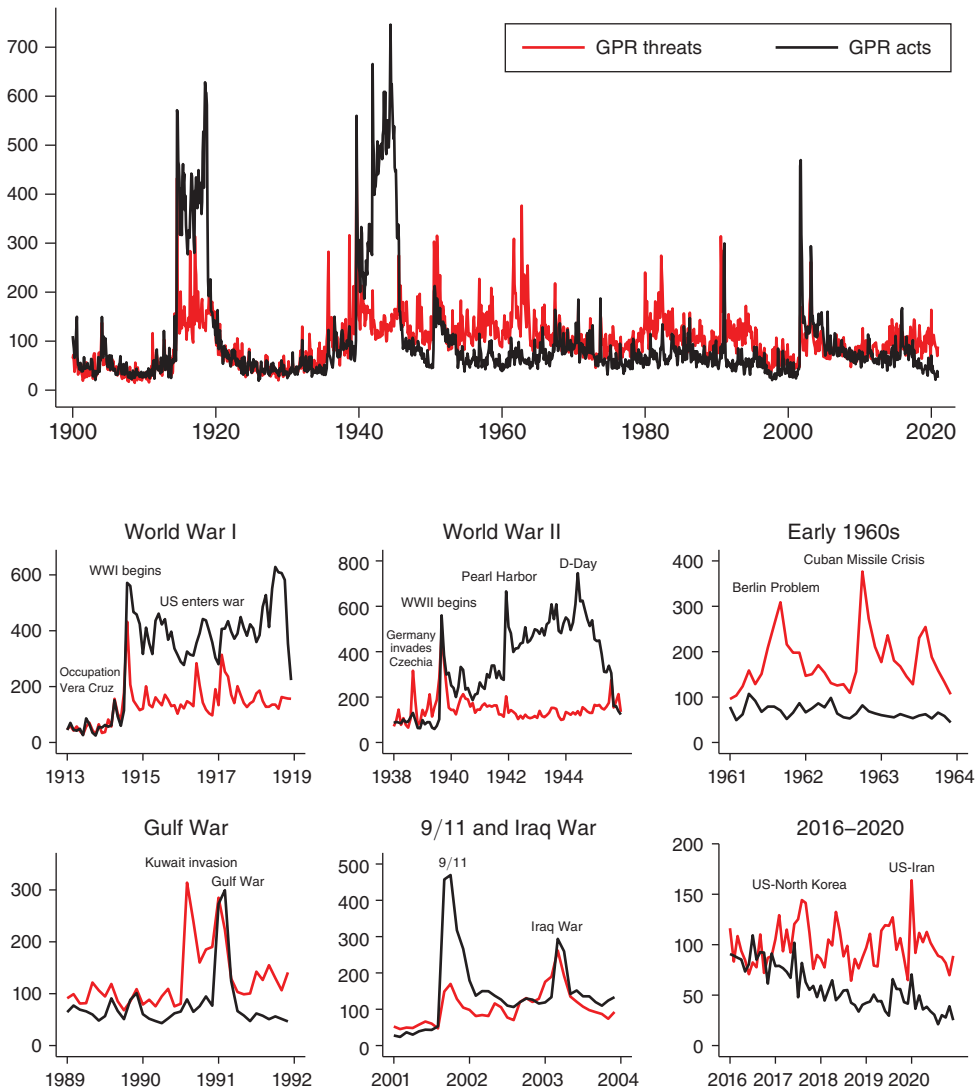 GPR threats
GPR acts
700
600
500
400
300
200
100
0
1900 1920 1940 1960 1980 2000 2020
World War I
600
400
200
0
WWI begins
US enters war
Occupation
Vera Cruz
1913 1915 1917 1919
World War II
800
600
400
200
0
D-Day
Pearl Harbor
WWII begins
Germany
invades
Czechia
1938 1940 1942 1944
Early 1960s
400
300
200
100
0
Cuban Missile Crisis
Berlin Problem
1961 1962 1963 1964
Gulf War
300
200
100
0
Kuwait invasion
Gulf War
1989 1990 1991 1992
9/11 and Iraq War
500
400
300
200
100
0
9/11
Iraq War
2001 2002 2003 2004
2016–2020
200
150
100
50
0
US-Iran
US-North Korea
2016 2017 2018 2019 2020